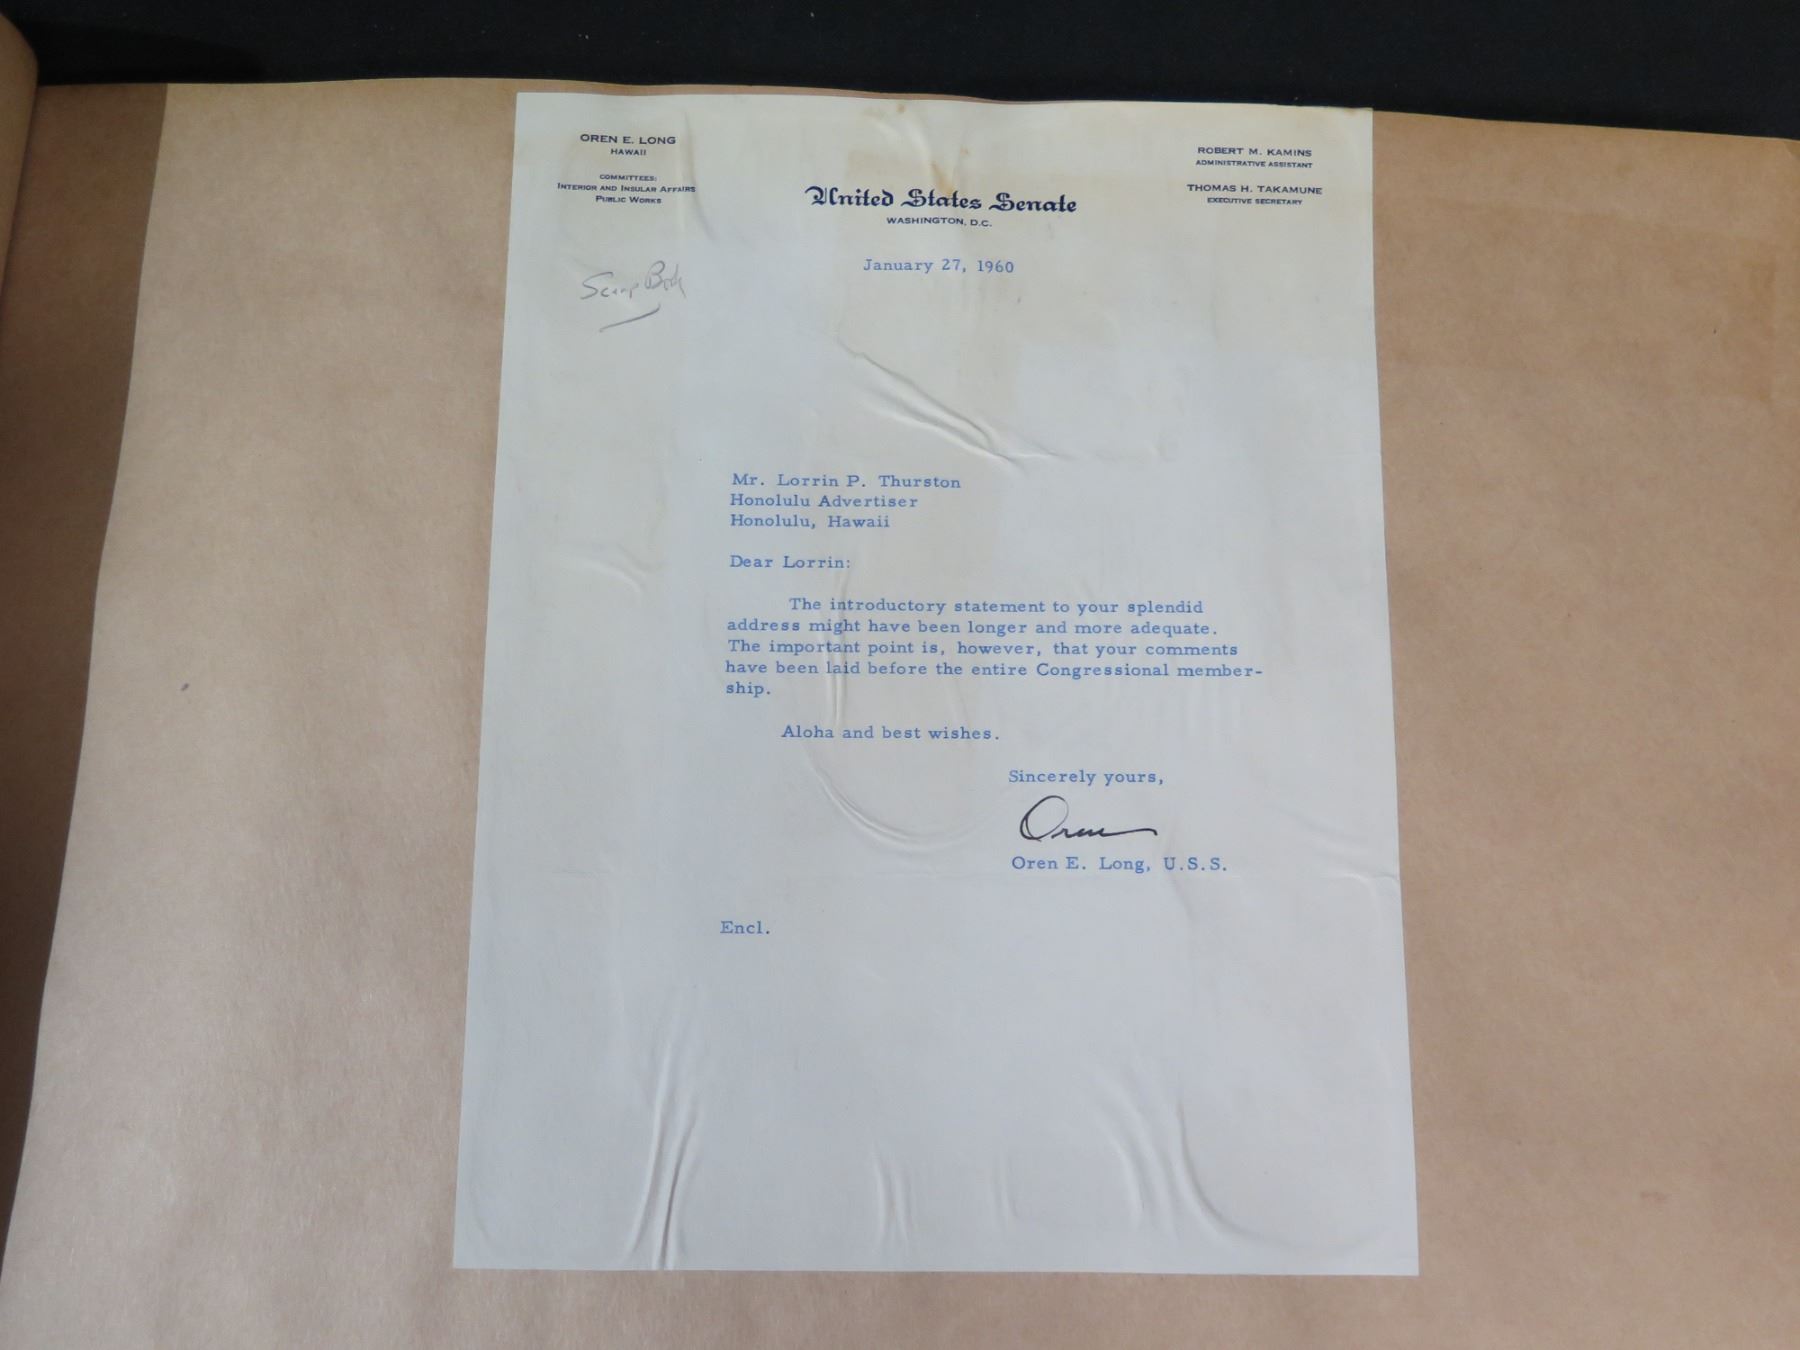 OREN E. LONG
HAWAII
COMMITTEES:
INTERIOR AND INSULAR AFFAIRS
PUBLIC WORKS
ROBERT M. KAMINS
ADMINISTRATIVE ASSISTANT
THOMAS H. TAKAMUNE
EXECUTIVE SECRETARY
United States Senate
WASHINGTON, D.C.
January 27, 1960
Scrap Book
Mr. Lorrin P. Thurston
Honolulu Advertiser
Honolulu, Hawaii
Dear Lorrin:
The introductory statement to your splendid
address might have been longer and more adequate.
The important point is, however, that your comments
have been laid before the entire Congressional member-
ship.
Aloha and best wishes.
Sincerely yours,
Oren
Oren E. Long, U.S.S.
Encl.